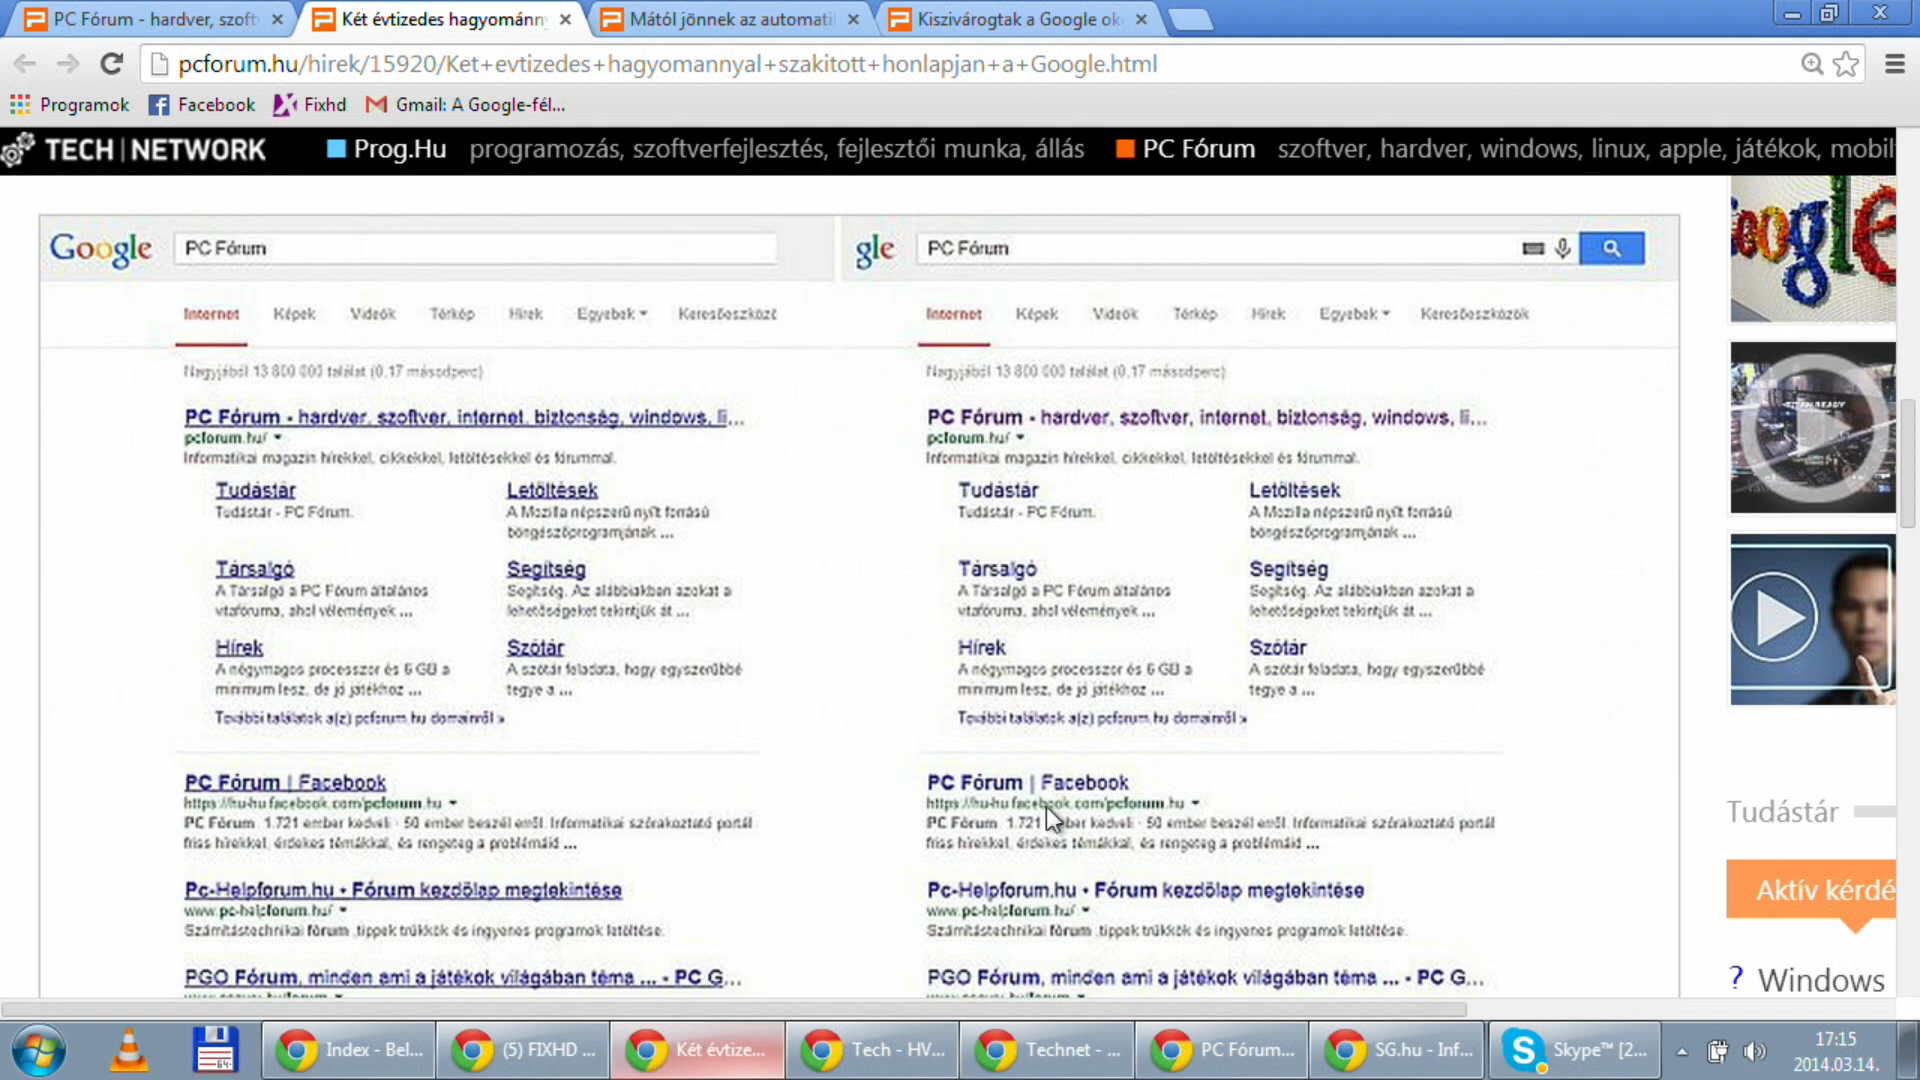 PC Fórum - hardver, szoft
Két evtizedes hagyománn
Mától jönnek az automati
Kiszivárogtak a Google ok
pcforum.hu/hirek/15920/Ket+evtizedes+hagyomannyal+szakitott+honlapjan+a+Google.html
Programok
Facebook
Fixhd
Gmail: A Google-fél...
TECH | NETWORK
Prog.Hu programozás, szoftverfejlesztés, fejlesztői munka, állás
PC Fórum szoftver, hardver, windows, linux, apple, játékok, mobil
Google
PC Fórum
Internet Képek Videók Térkép Hírek Egyebek Keresőeszköz
Nagyjából 13 800 000 találat (0,17 másodperc)
PC Fórum - hardver, szoftver, internet, biztonság, windows, li...
pcforum.hu/
Informatikai magazin hírekkel, cikkekkel, letöltésekkel és fórummal.
Tudástár
Tudástár - PC Fórum.
Letöltések
A Mozilla népszerű nyílt forrású
böngészőprogramjának ...
Társalgó
A Társalgó a PC Fórum általános
vitafóruma, ahol vélemények ...
Segítség
Segítség. Az alábbiakban azokat a
lehetőségeket tekintjük át ...
Hírek
A négymagos processzor és 6 GB a
minimum lesz, de jó játékhoz ...
Szótár
A szótár feladata, hogy egyszerűbbé
tegye a ...
További találatok a(z) pcforum.hu domainről »
PC Fórum | Facebook
https://hu-hu.facebook.com/pcforum.hu
PC Fórum. 1.721 ember kedveli · 50 ember beszél erről. Informatikai szórakoztató portál
friss hírekkel, érdekes témákkal, és rengeteg a problémáid ...
Pc-Helpforum.hu • Fórum kezdőlap megtekintése
www.pc-helpforum.hu/
Számítástechnikai fórum ,tippek trükkök és ingyenes programok letöltése.
PGO Fórum, minden ami a játékok világában téma ... - PC G...
gle
PC Fórum
Internet Képek Videók Térkép Hírek Egyebek Keresőeszközök
Nagyjából 13 800 000 találat (0,17 másodperc)
PC Fórum - hardver, szoftver, internet, biztonság, windows, li...
pcforum.hu/
Informatikai magazin hírekkel, cikkekkel, letöltésekkel és fórummal.
Tudástár
Tudástár - PC Fórum.
Letöltések
A Mozilla népszerű nyílt forrású
böngészőprogramjának ...
Társalgó
A Társalgó a PC Fórum általános
vitafóruma, ahol vélemények ...
Segítség
Segítség. Az alábbiakban azokat a
lehetőségeket tekintjük át ...
Hírek
A négymagos processzor és 6 GB a
minimum lesz, de jó játékhoz ...
Szótár
A szótár feladata, hogy egyszerűbbé
tegye a ...
További találatok a(z) pcforum.hu domainről »
PC Fórum | Facebook
https://hu-hu.facebook.com/pcforum.hu
PC Fórum. 1.721 ember kedveli · 50 ember beszél erről. Informatikai szórakoztató portál
friss hírekkel, érdekes témákkal, és rengeteg a problémáid ...
Pc-Helpforum.hu • Fórum kezdőlap megtekintése
www.pc-helpforum.hu/
Számítástechnikai fórum ,tippek trükkök és ingyenes programok letöltése.
PGO Fórum, minden ami a játékok világában téma ... - PC G...
Tudástár
Aktív kérdé
? Windows
64
Index - Bel...
(5) FIXHD ...
Két évtize...
Tech - HV...
Technet - ...
PC Fórum...
SG.hu - Inf...
Skype™ [2...
17:15
2014.03.14.